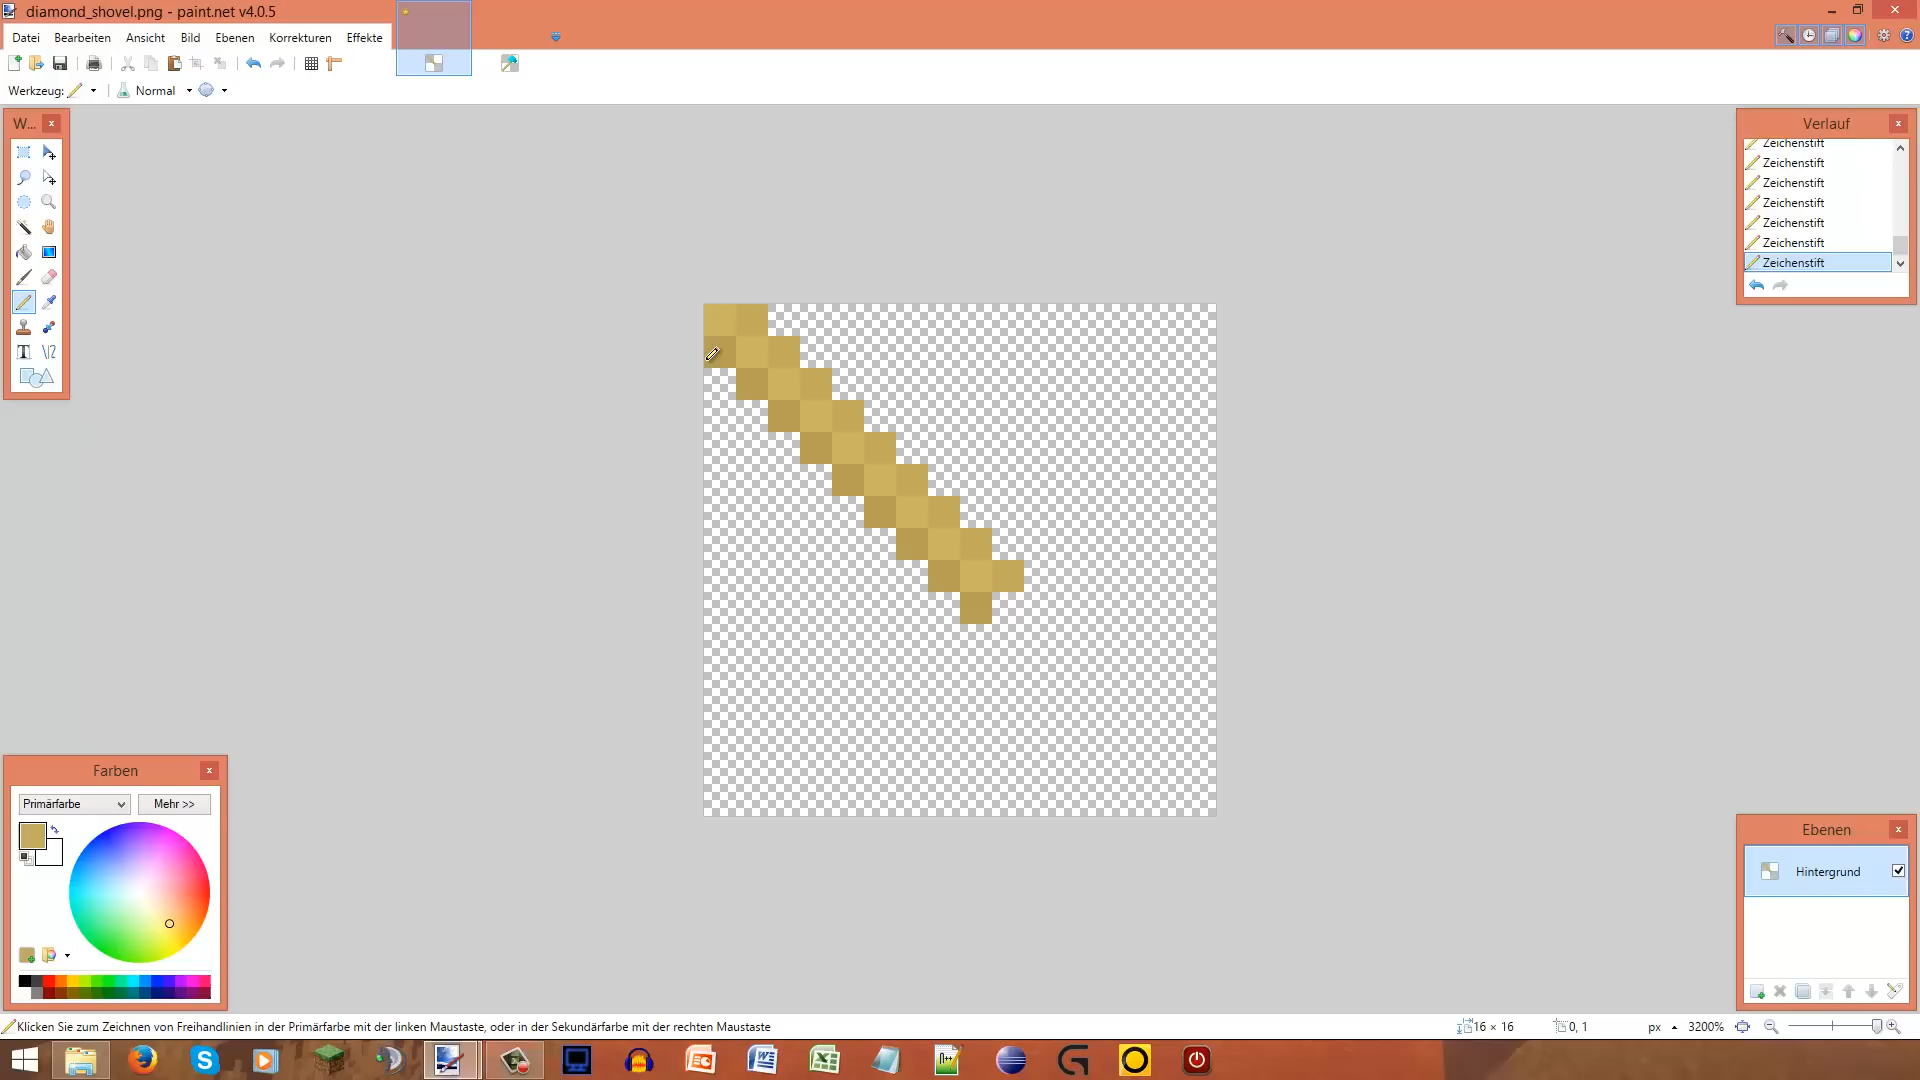 diamond_shovel.png - paint.net v4.0.5
Datei Bearbeiten Ansicht Bild Ebenen Korrekturen Effekte
Werkzeug: Normal
W...
Verlauf
Zeichenstift
Zeichenstift
Zeichenstift
Zeichenstift
Zeichenstift
Zeichenstift
Zeichenstift
Farben
Primärfarbe Mehr >>
Ebenen
Hintergrund
Klicken Sie zum Zeichnen von Freihandlinien in der Primärfarbe mit der linken Maustaste, oder in der Sekundärfarbe mit der rechten Maustaste
16 × 16 0, 1 px 3200%